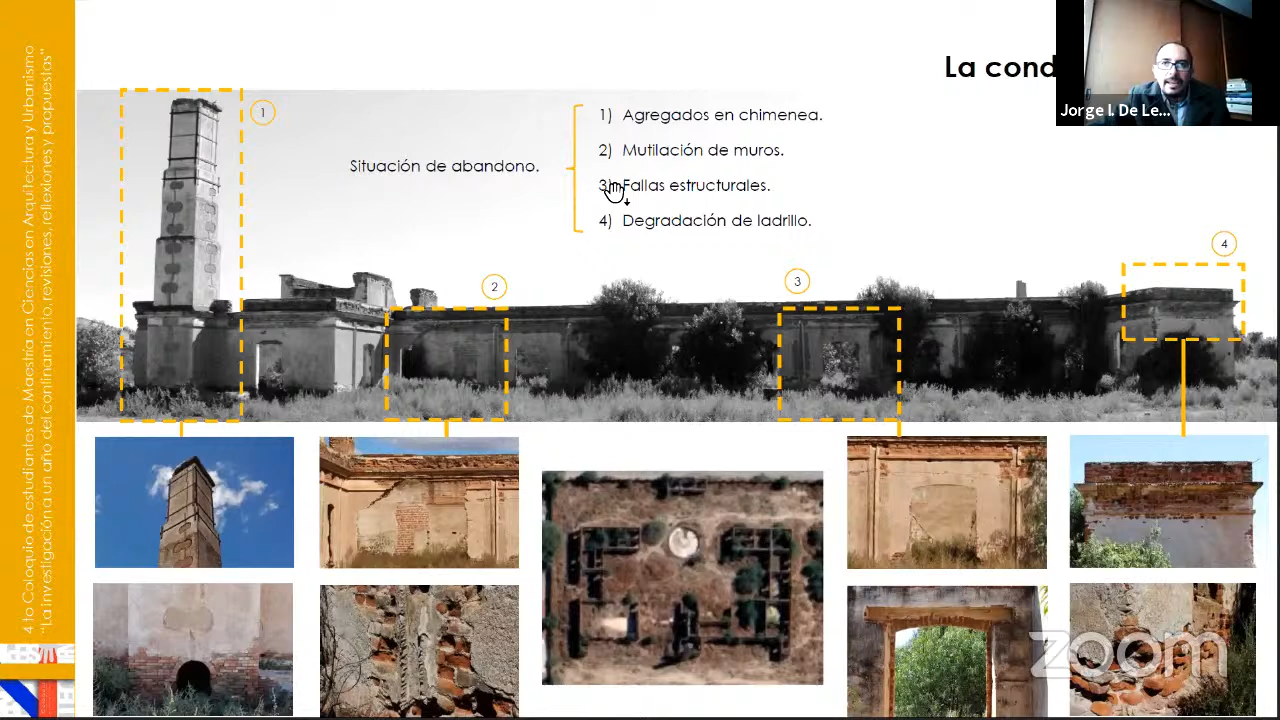 4 to Coloquio de estudiantes de Maestría en Ciencias en Arquitectura y Urbanismo
"La investigación a un año del confinamiento, revisiones, reflexiones y propuestas"
La cond
Jorge I. De Le...
1
Situación de abandono.
1) Agregados en chimenea.
2) Mutilación de muros.
3) Fallas estructurales.
4) Degradación de ladrillo.
2
3
4
zoom